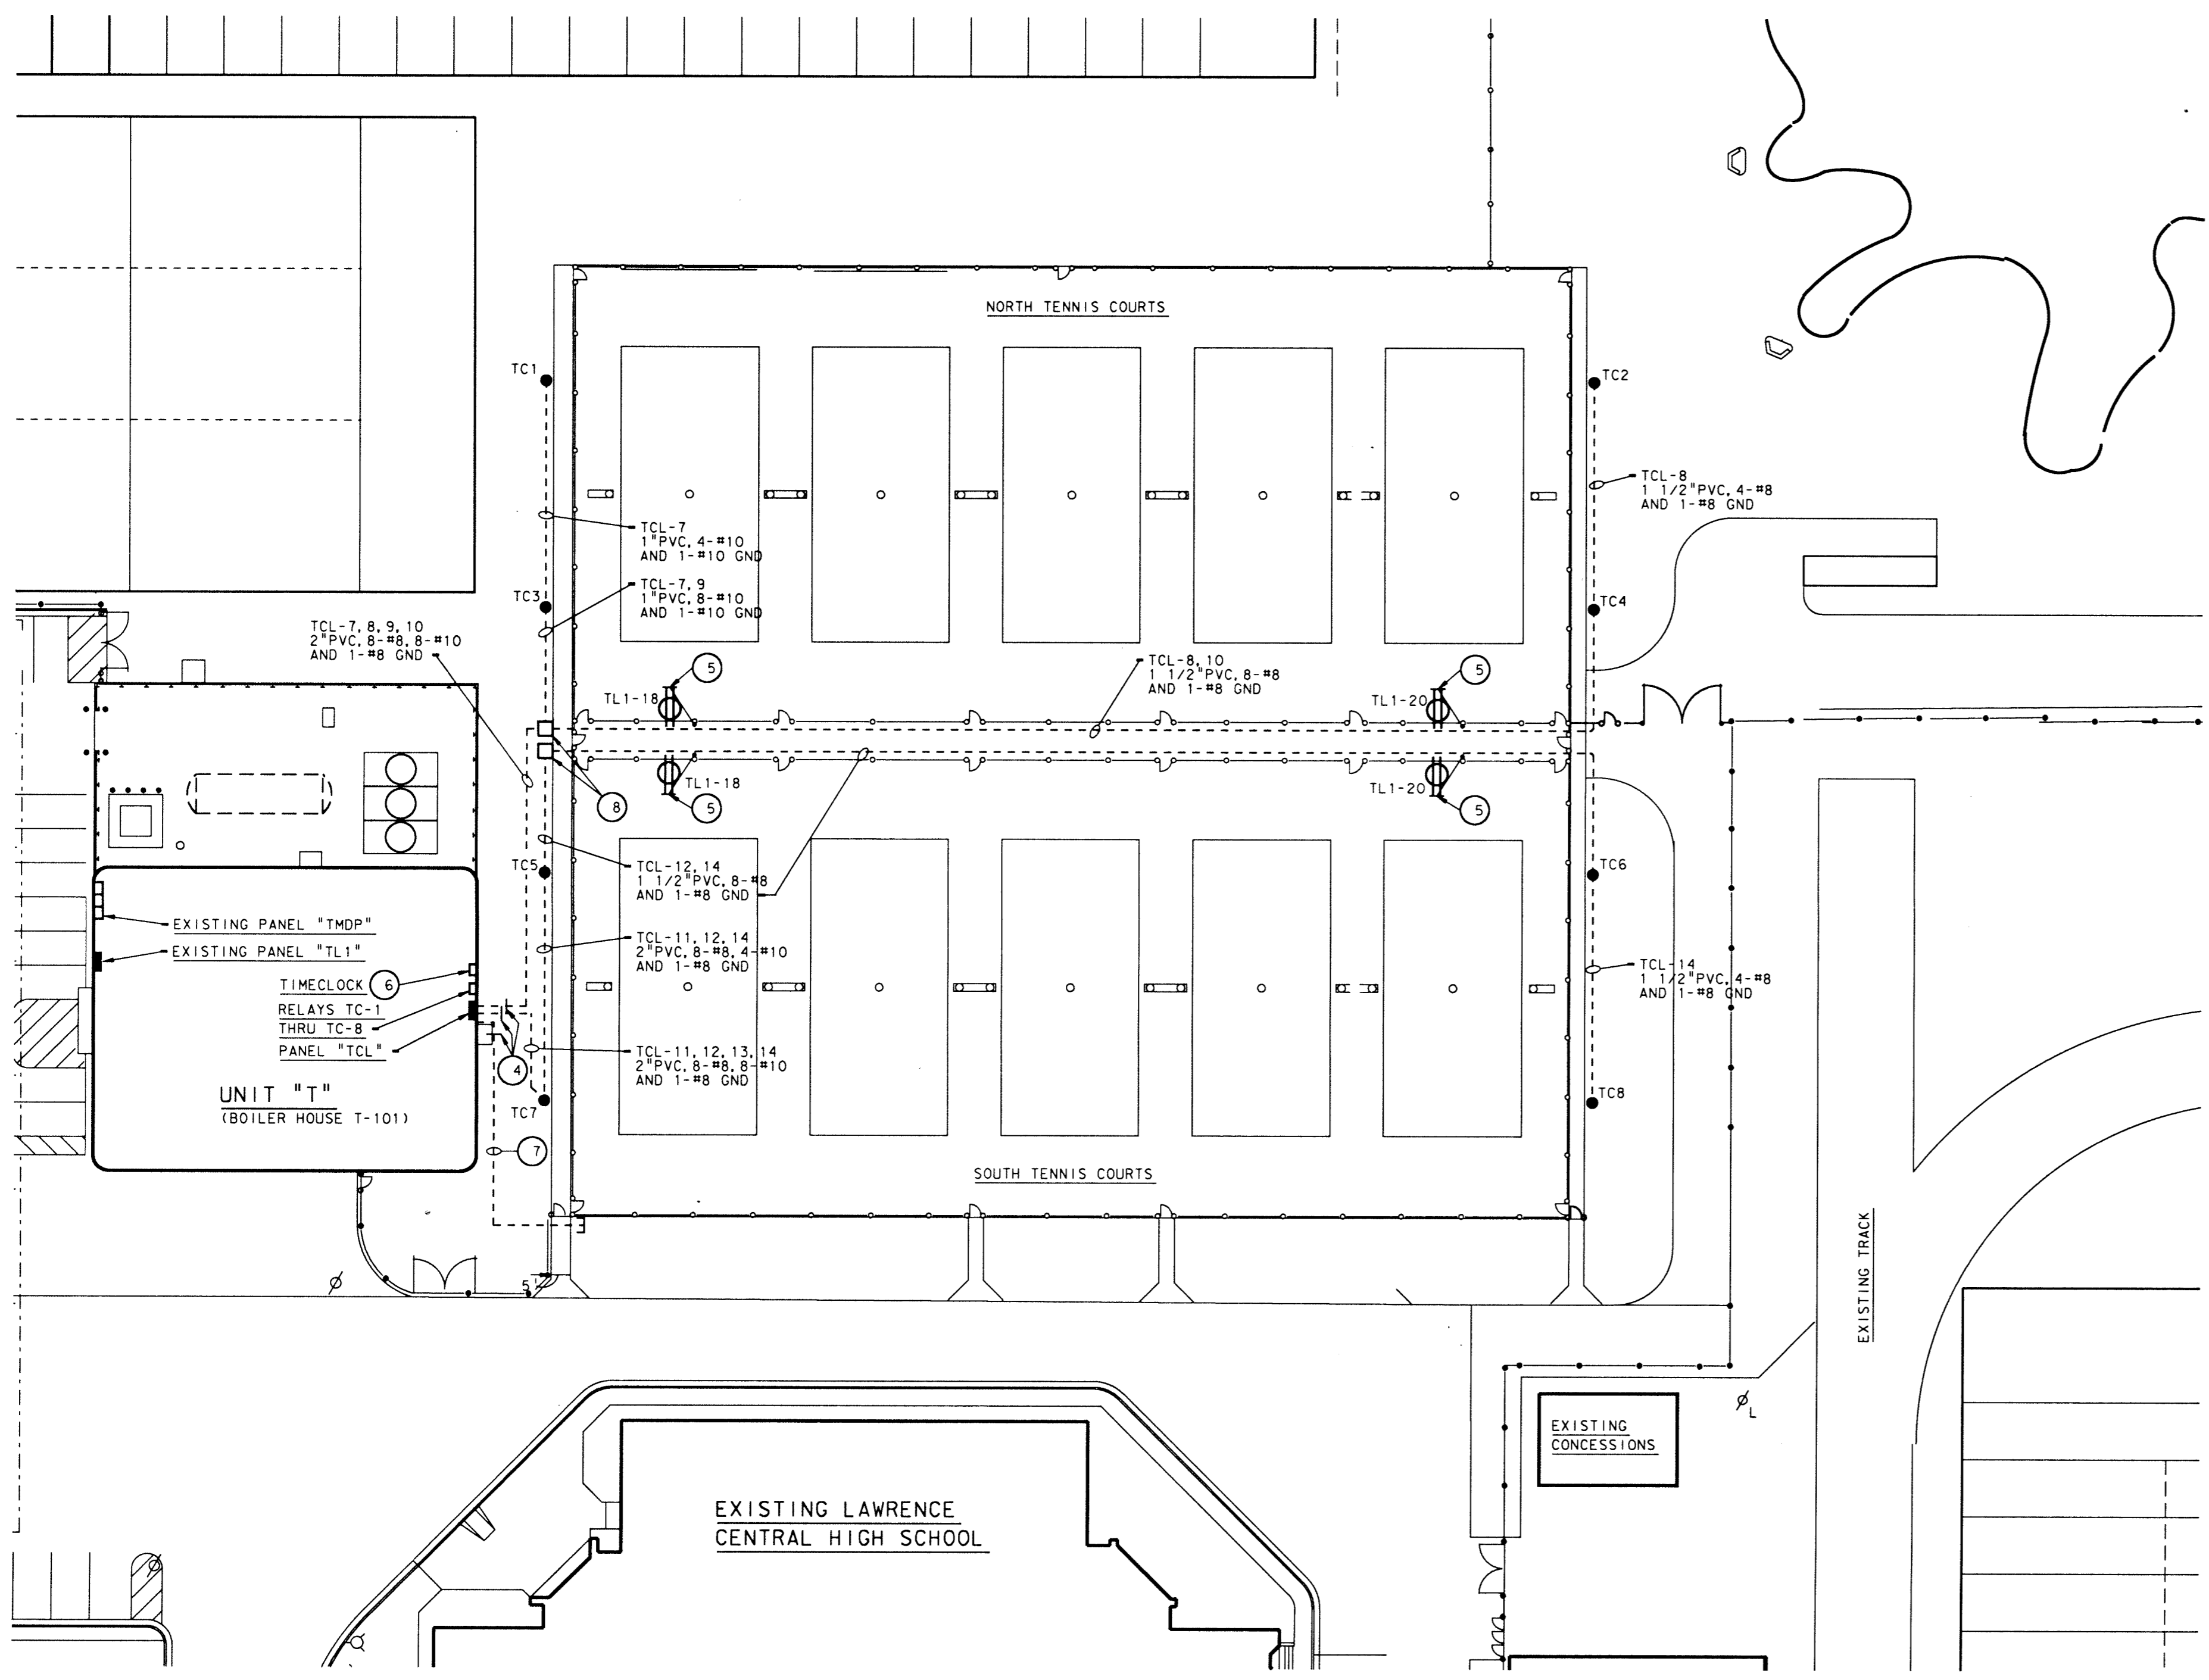 NORTH TENNIS COURTS
TC1
TC2
TCL-8
1 1/2"PVC, 4-#8
AND 1-#8 GND
TCL-7
1"PVC, 4-#10
AND 1-#10 GND
TCL-7, 9
1"PVC, 8-#10
AND 1-#10 GND
TC3
TC4
TCL-7, 8, 9, 10
2"PVC, 8-#8, 8-#10
AND 1-#8 GND
5
TCL-8, 10
1 1/2"PVC, 8-#8
AND 1-#8 GND
5
TL1-18
TL1-20
TL1-18
5
8
TL1-20
5
TC5
TCL-12, 14
1 1/2"PVC, 8-#8
AND 1-#8 GND
TC6
EXISTING PANEL "TMDP"
EXISTING PANEL "TL1"
TCL-11, 12, 14
2"PVC, 8-#8, 4-#10
AND 1-#8 GND
TCL-14
1 1/2"PVC, 4-#8
AND 1-#8 GND
TIMECLOCK
6
RELAYS TC-1
THRU TC-8
PANEL "TCL"
4
TCL-11, 12, 13, 14
2"PVC, 8-#8, 8-#10
AND 1-#8 GND
UNIT "T"
(BOILER HOUSE T-101)
TC7
TC8
7
SOUTH TENNIS COURTS
5'
EXISTING TRACK
L
EXISTING
CONCESSIONS
EXISTING LAWRENCE
CENTRAL HIGH SCHOOL